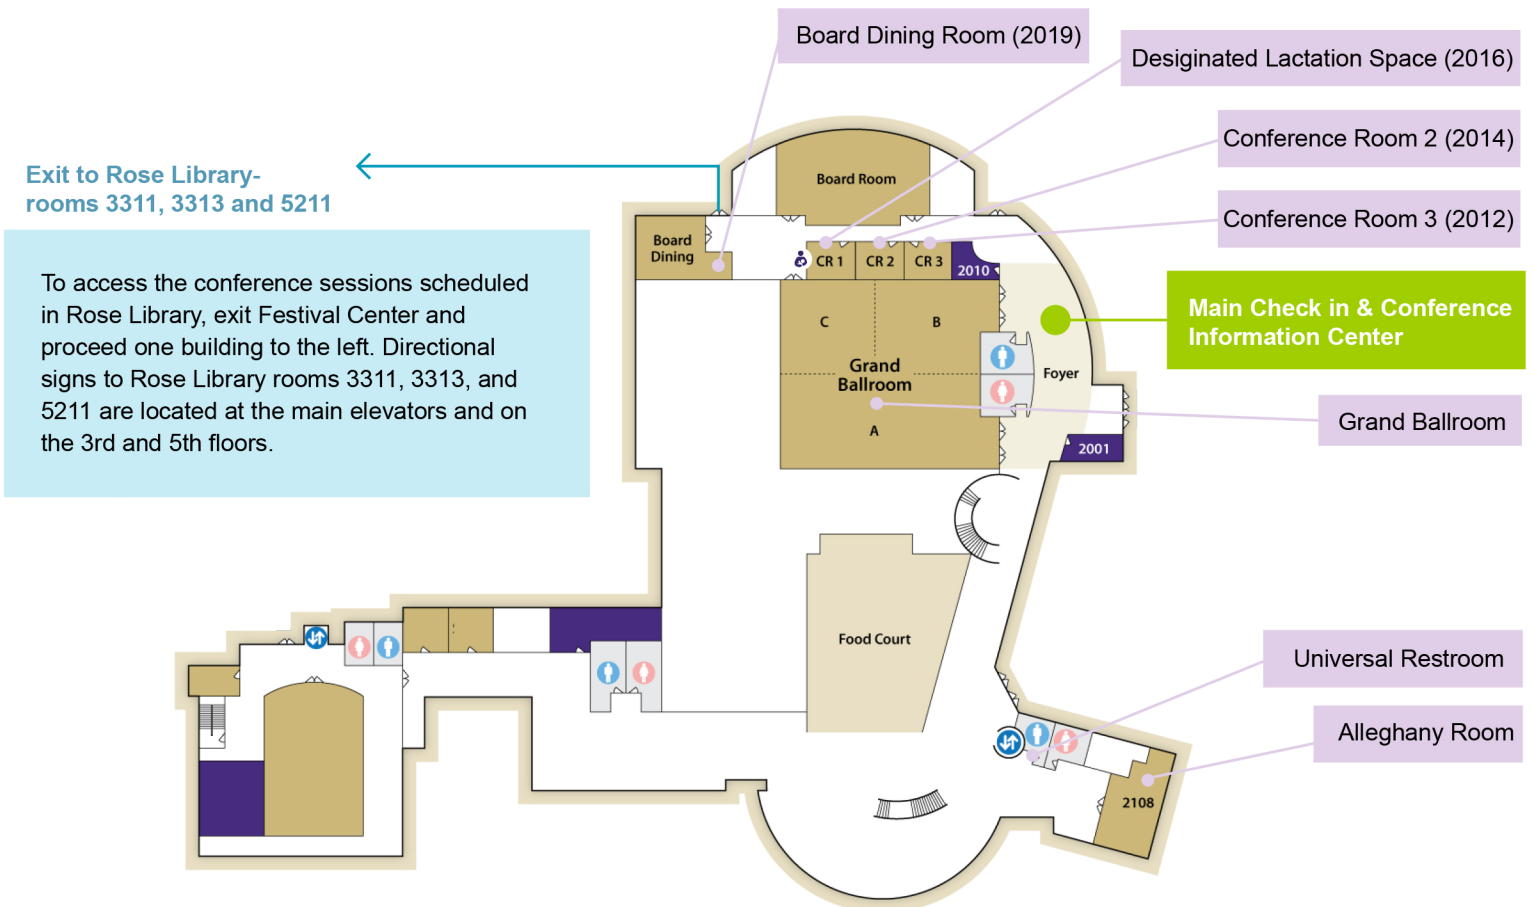 Board Dining Room (2019)
Desiginated Lactation Space (2016)
Conference Room 2 (2014)
Conference Room 3 (2012)
Exit to Rose Library-
rooms 3311, 3313 and 5211
To access the conference sessions scheduled
in Rose Library, exit Festival Center and
proceed one building to the left. Directional
signs to Rose Library rooms 3311, 3313, and
5211 are located at the main elevators and on
the 3rd and 5th floors.
Board Room
Board
Dining
CR 1
CR 2
CR 3
2010
C
B
Grand
Ballroom
A
Foyer
2001
Main Check in & Conference
Information Center
Grand Ballroom
Food Court
Universal Restroom
Alleghany Room
2108